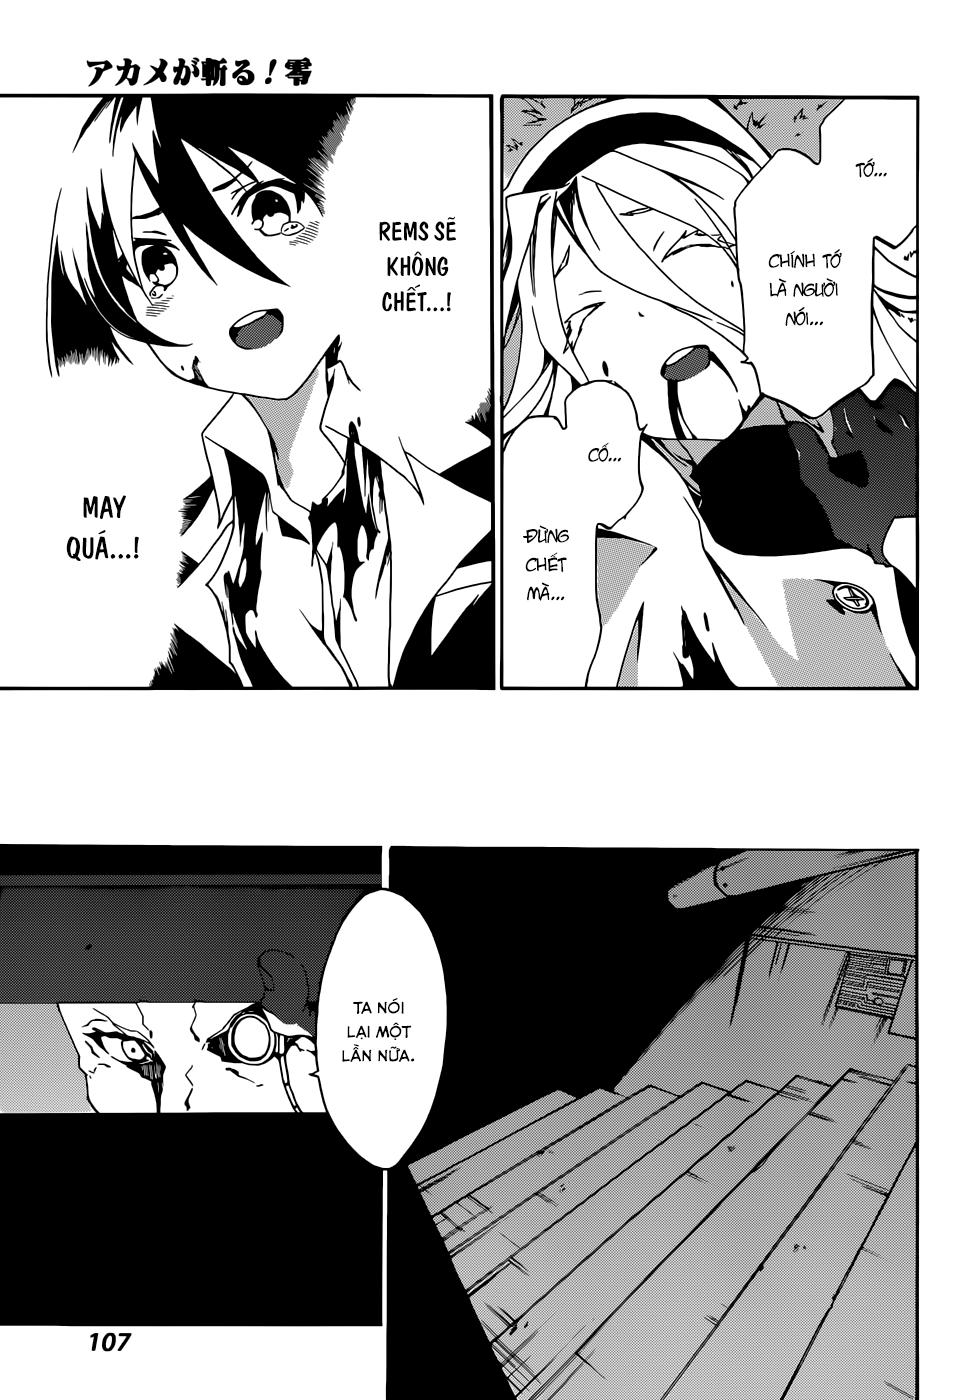 アカメが斬る！零
TỚ...
CHÍNH TỚ
LÀ NGƯỜI
NÓI...
CỐ...
ĐỪNG
CHẾT
MÀ...
REMS SẼ
KHÔNG
CHẾT...!
MAY
QUÁ...!
TA NÓI
LẠI MỘT
LẦN NỮA.
107